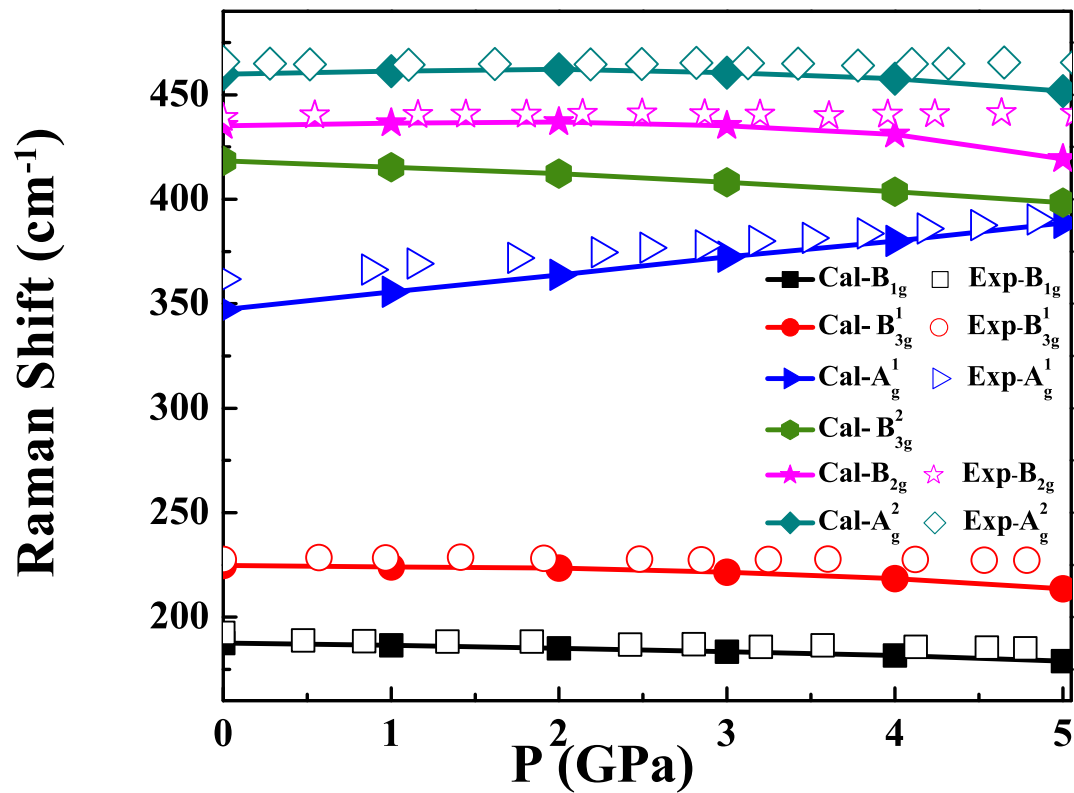 450
400
350
300
250
200
0 1 2 3 4 5
Raman Shift (cm⁻¹)
P (GPa)
Cal-B₁g Exp-B₁g
Cal- B¹₃g Exp-B¹₃g
Cal-A¹g Exp-A¹g
Cal- B²₃g
Cal-B₂g Exp-B₂g
Cal-A²g Exp-A²g